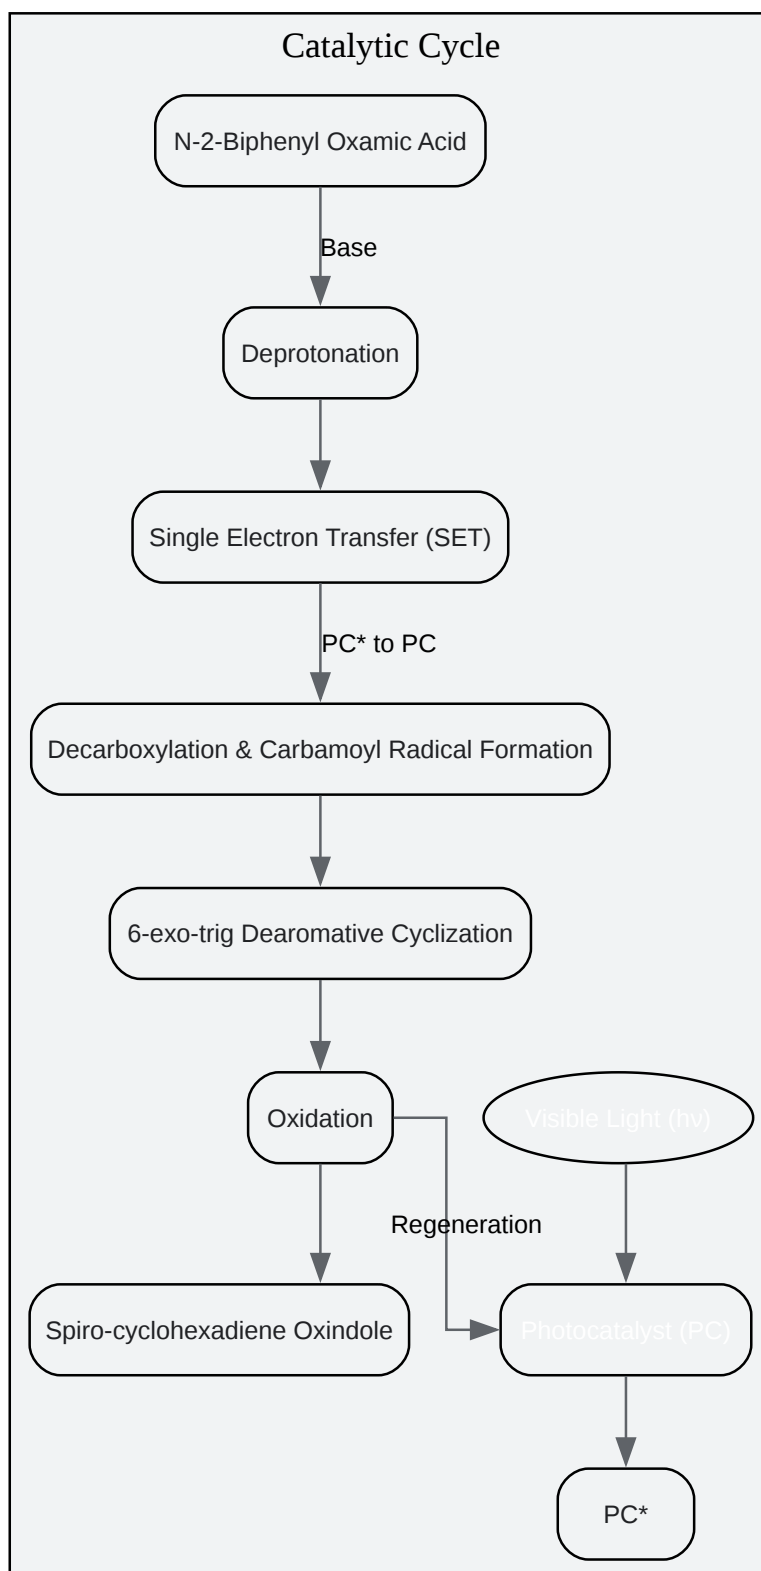 Catalytic Cycle
N-2-Biphenyl Oxamic Acid
Base
Deprotonation
Single Electron Transfer (SET)
PC* to PC
Decarboxylation & Carbamoyl Radical Formation
6-exo-trig Dearomative Cyclization
Oxidation
Visible Light (hν)
Regeneration
Spiro-cyclohexadiene Oxindole
Photocatalyst (PC)
PC*